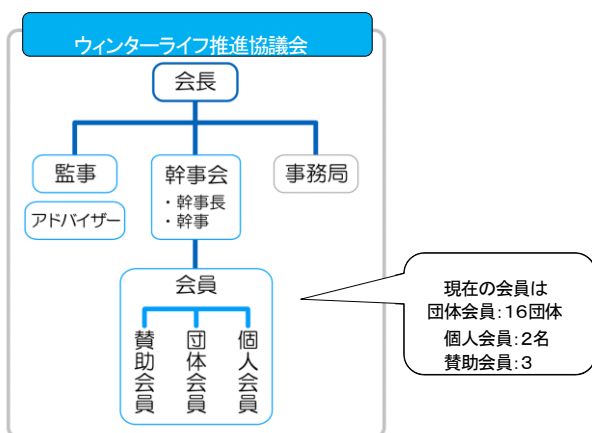 ウィンターライフ推進協議会
会長
監事
幹事会
・幹事長
・幹事
事務局
アドバイザー
会員
賛助会員
団体会員
個人会員
現在の会員は
団体会員:16団体
個人会員:2名
賛助会員:3